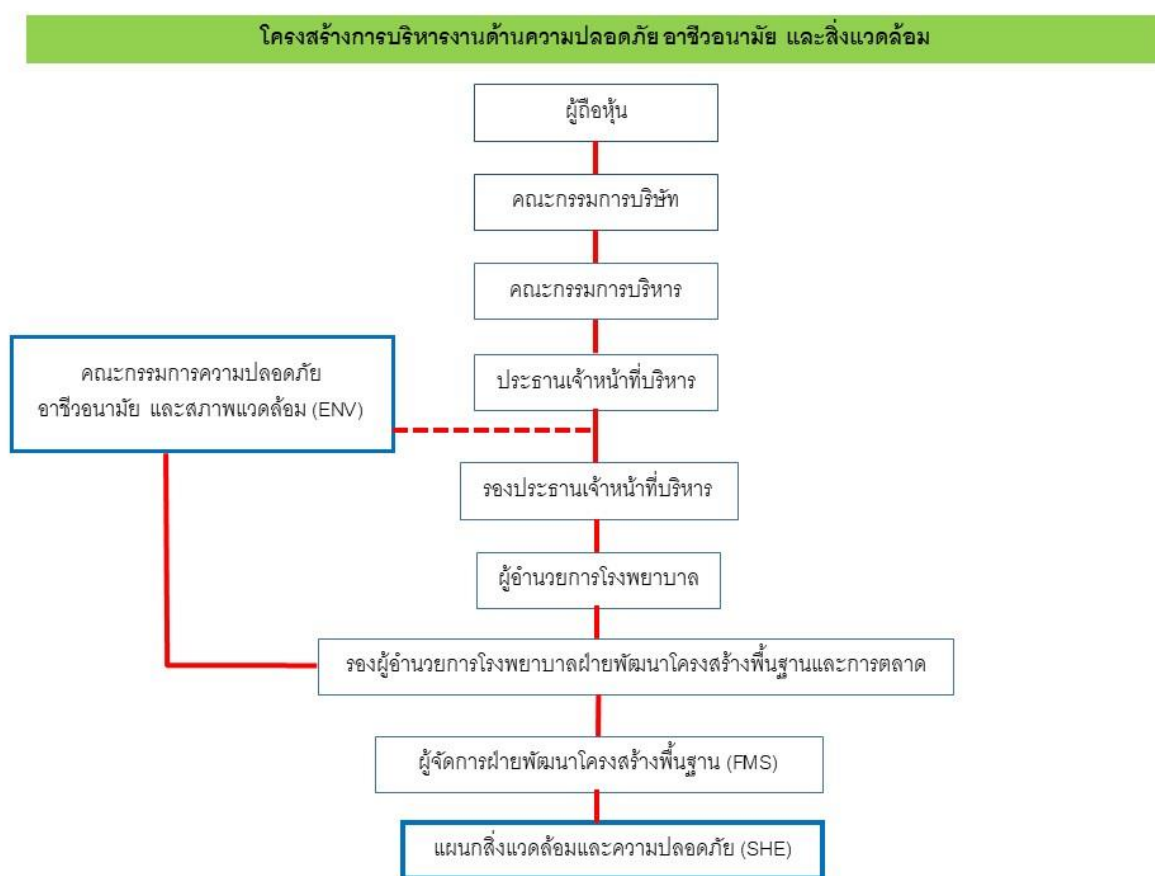 โครงสร้างการบริหารงานด้านความปลอดภัย อาชีวอนามัย และสิ่งแวดล้อม
ผู้ถือหุ้น
คณะกรรมการบริษัท
คณะกรรมการบริหาร
ประธานเจ้าหน้าที่บริหาร
คณะกรรมการความปลอดภัย
อาชีวอนามัย และสภาพแวดล้อม (ENV)
รองประธานเจ้าหน้าที่บริหาร
ผู้อำนวยการโรงพยาบาล
รองผู้อำนวยการโรงพยาบาลฝ่ายพัฒนาโครงสร้างพื้นฐานและการตลาด
ผู้จัดการฝ่ายพัฒนาโครงสร้างพื้นฐาน (FMS)
แผนกสิ่งแวดล้อมและความปลอดภัย (SHE)